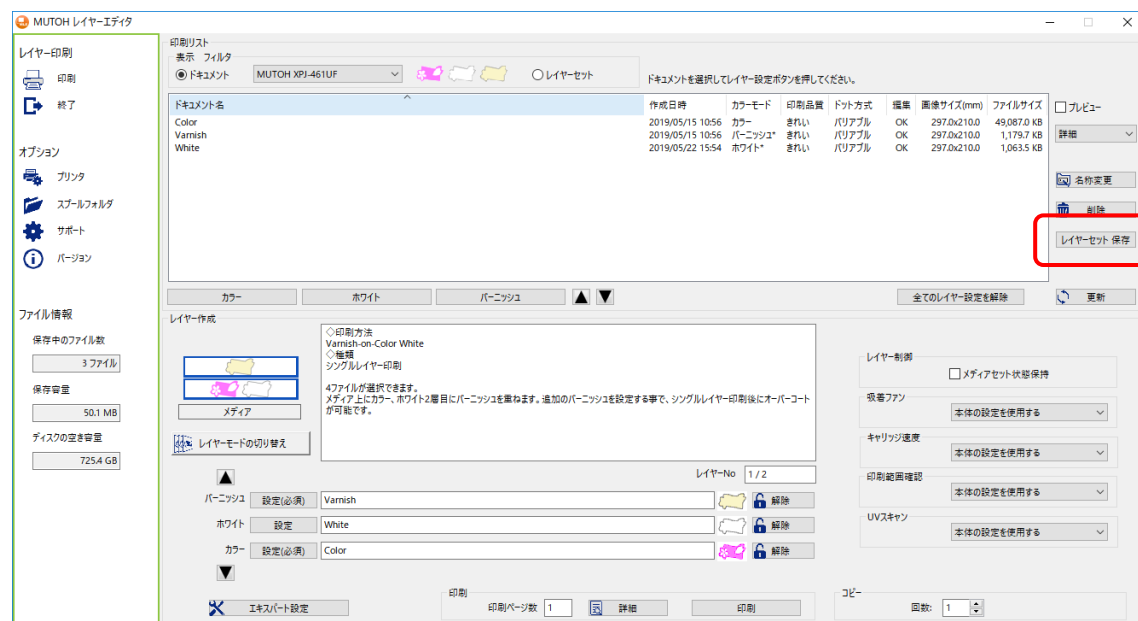 MUTOH レイヤーエディタ
レイヤー印刷
印刷
終了
オプション
プリンタ
スプールフォルダ
サポート
バージョン
ファイル情報
保存中のファイル数
3 ファイル
保存容量
50.1 MB
ディスクの空き容量
725.4 GB
印刷リスト
表示 フィルタ
ドキュメント MUTOH XPJ-461UF レイヤーセット
ドキュメントを選択してレイヤー設定ボタンを押してください。
ドキュメント名 作成日時 カラーモード 印刷品質 ドット方式 編集 画像サイズ(mm) ファイルサイズ
Color 2019/05/15 10:56 カラー きれい バリアブル OK 297.0x210.0 49,087.0 KB
Varnish 2019/05/15 10:56 バーニッシュ* きれい バリアブル OK 297.0x210.0 1,179.7 KB
White 2019/05/22 15:54 ホワイト* きれい バリアブル OK 297.0x210.0 1,063.5 KB
プレビュー
詳細
名称変更
削除
レイヤーセット 保存
カラー ホワイト バーニッシュ ▲ ▼ 全てのレイヤー設定を解除 更新
レイヤー作成
メディア
レイヤーモードの切り替え
◇印刷方法
Varnish-on-Color White
◇種類
シングルレイヤー印刷
4ファイルが選択できます。
メディア上にカラー、ホワイト2層目にバーニッシュを重ねます。追加のバーニッシュを設定する事で、シングルレイヤー印刷後にオーバーコート
が可能です。
レイヤーNo 1 / 2
▲
バーニッシュ 設定(必須) Varnish 解除
ホワイト 設定 White 解除
カラー 設定(必須) Color 解除
▼
エキスパート設定
印刷
印刷ページ数 1 詳細 印刷
レイヤー制御
メディアセット状態保持
吸着ファン
本体の設定を使用する
キャリッジ速度
本体の設定を使用する
印刷範囲確認
本体の設定を使用する
UVスキャン
本体の設定を使用する
コピー
回数: 1